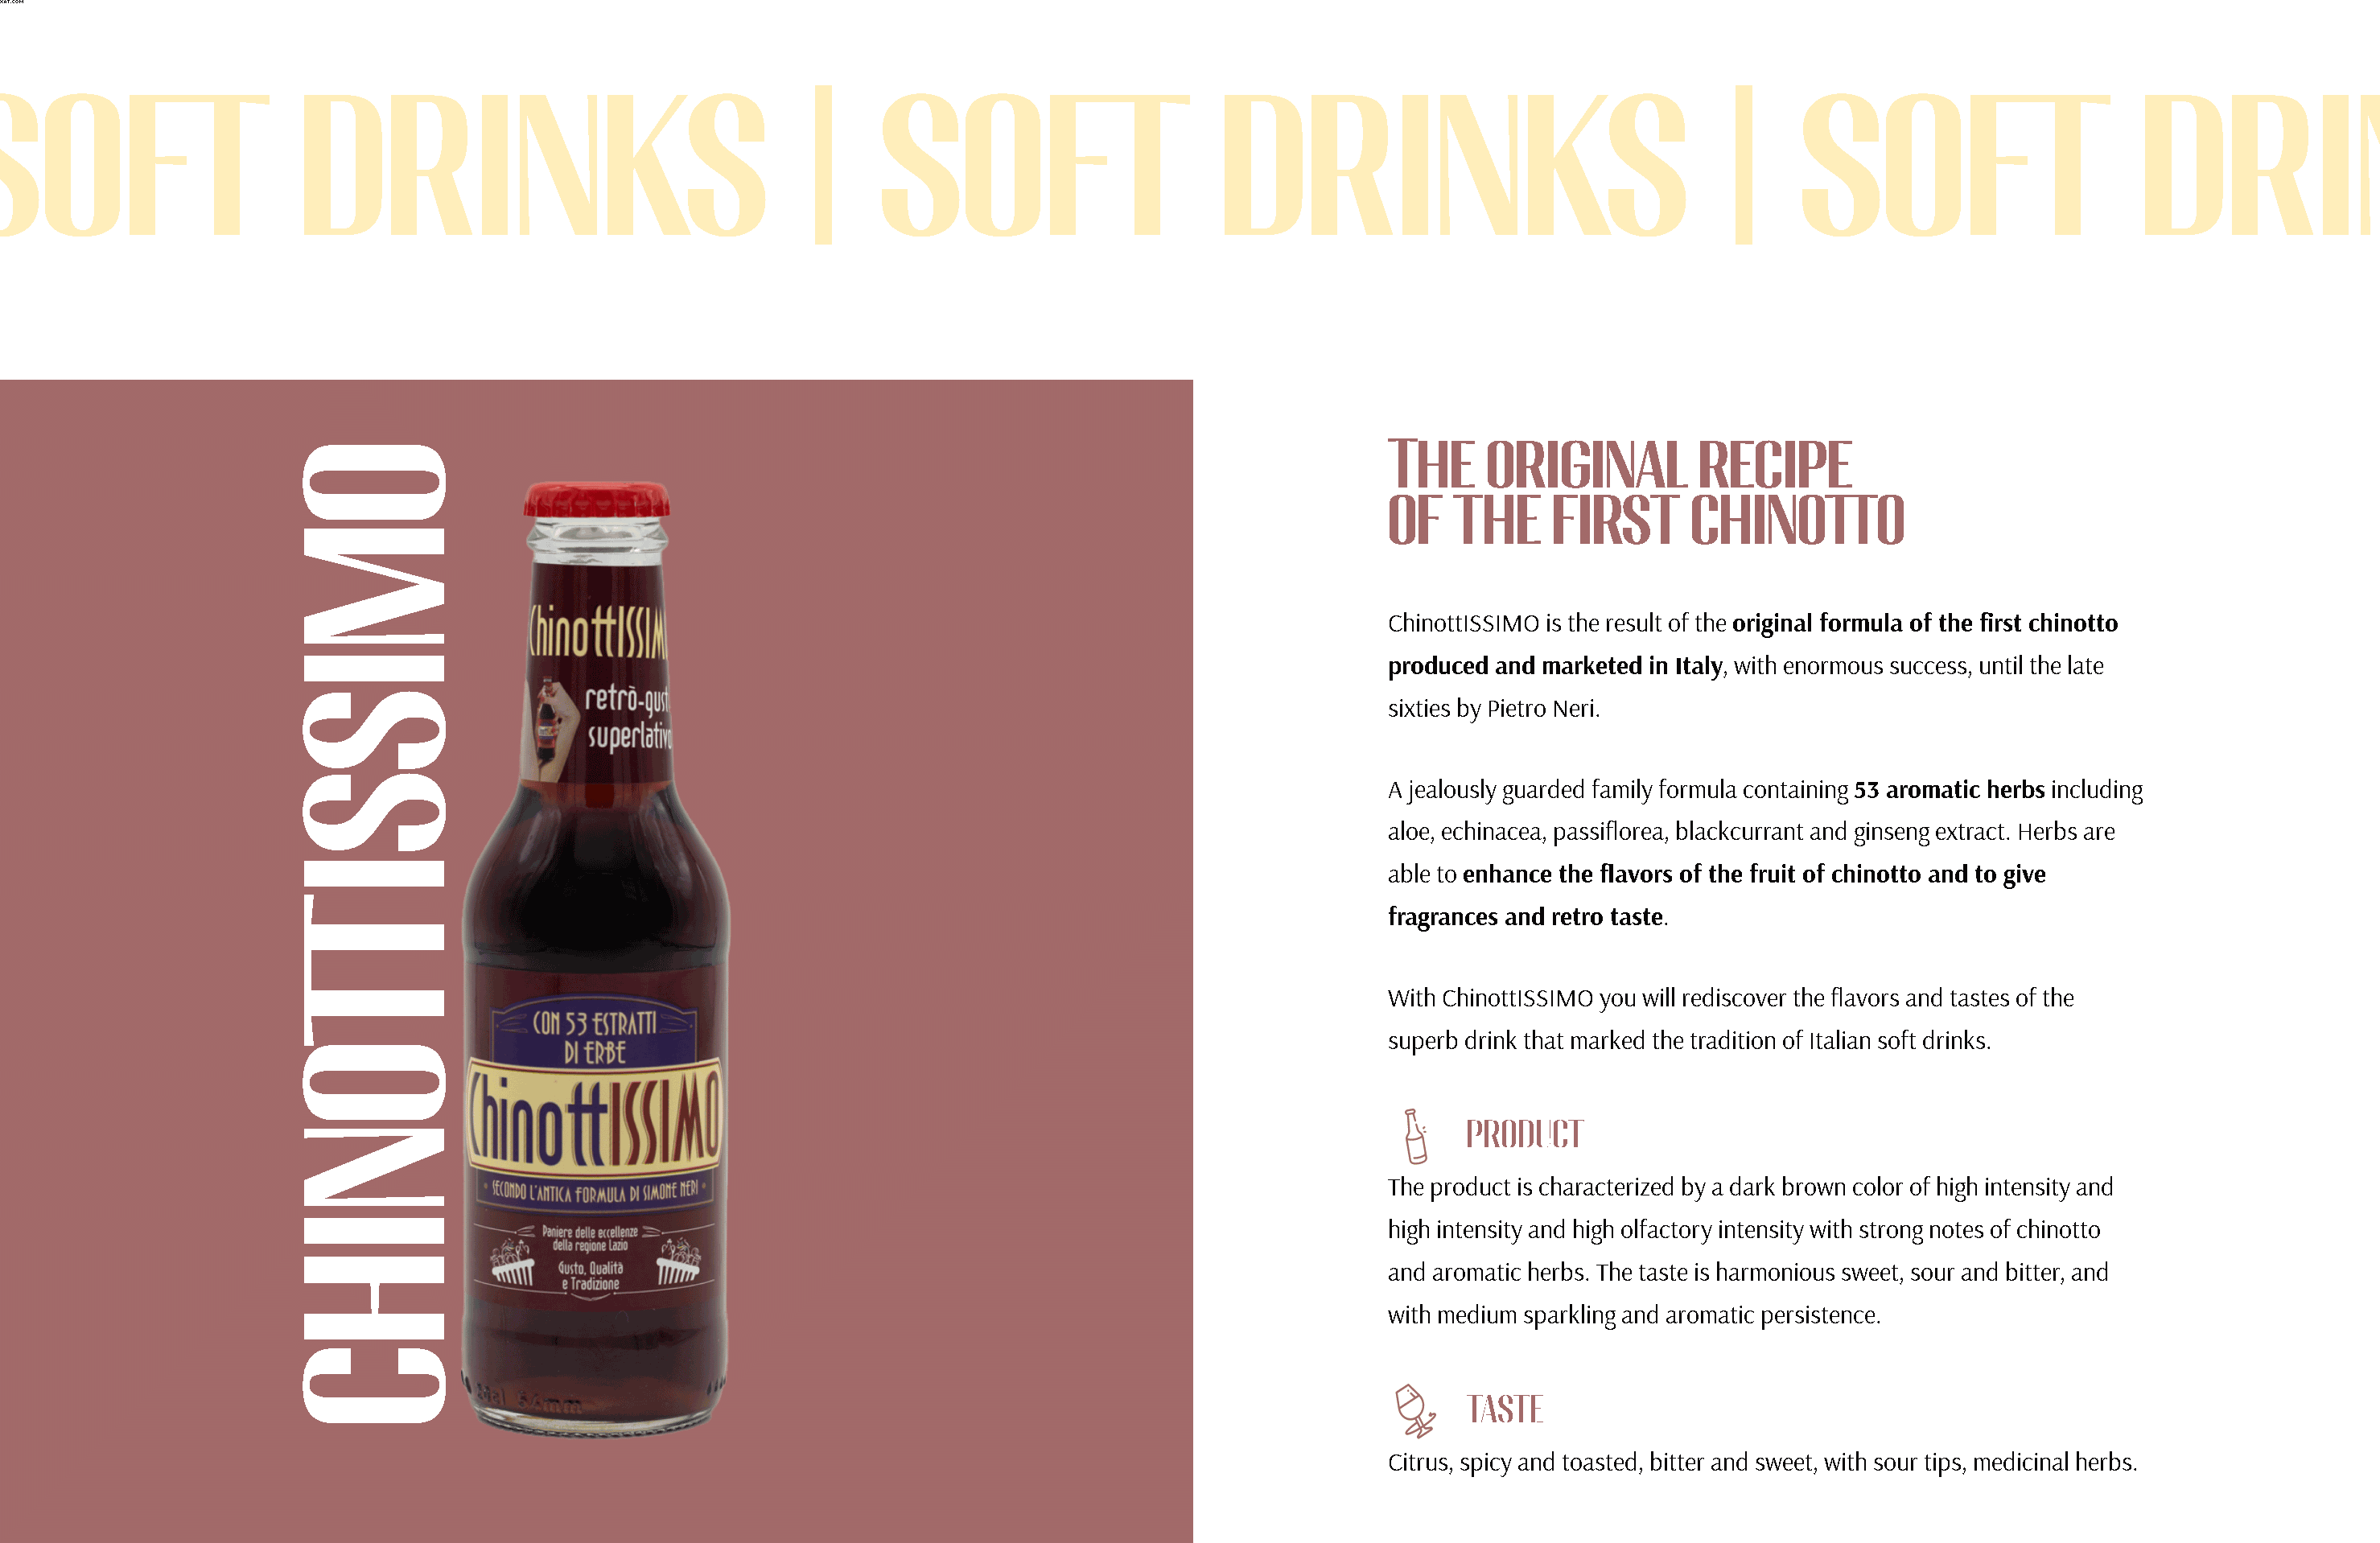 SOFT DRINKS | SOFT DRINKS | SOFT DRIN
CHINOTTISSIMO
ChinottISSIM
retrò-gust
superlativo
CON 53 ESTRATTI
DI ERBE
ChinottISSIMO
SECONDO L'ANTICA FORMULA DI SIMONE NERI
Paniere delle eccellenze
della regione Lazio
Gusto, Qualità
e Tradizione
THE ORIGINAL RECIPE
OF THE FIRST CHINOTTO
ChinottISSIMO is the result of the original formula of the first chinotto
produced and marketed in Italy, with enormous success, until the late
sixties by Pietro Neri.
A jealously guarded family formula containing 53 aromatic herbs including
aloe, echinacea, passiflorea, blackcurrant and ginseng extract. Herbs are
able to enhance the flavors of the fruit of chinotto and to give
fragrances and retro taste.
With ChinottISSIMO you will rediscover the flavors and tastes of the
superb drink that marked the tradition of Italian soft drinks.
PRODUCT
The product is characterized by a dark brown color of high intensity and
high intensity and high olfactory intensity with strong notes of chinotto
and aromatic herbs. The taste is harmonious sweet, sour and bitter, and
with medium sparkling and aromatic persistence.
TASTE
Citrus, spicy and toasted, bitter and sweet, with sour tips, medicinal herbs.